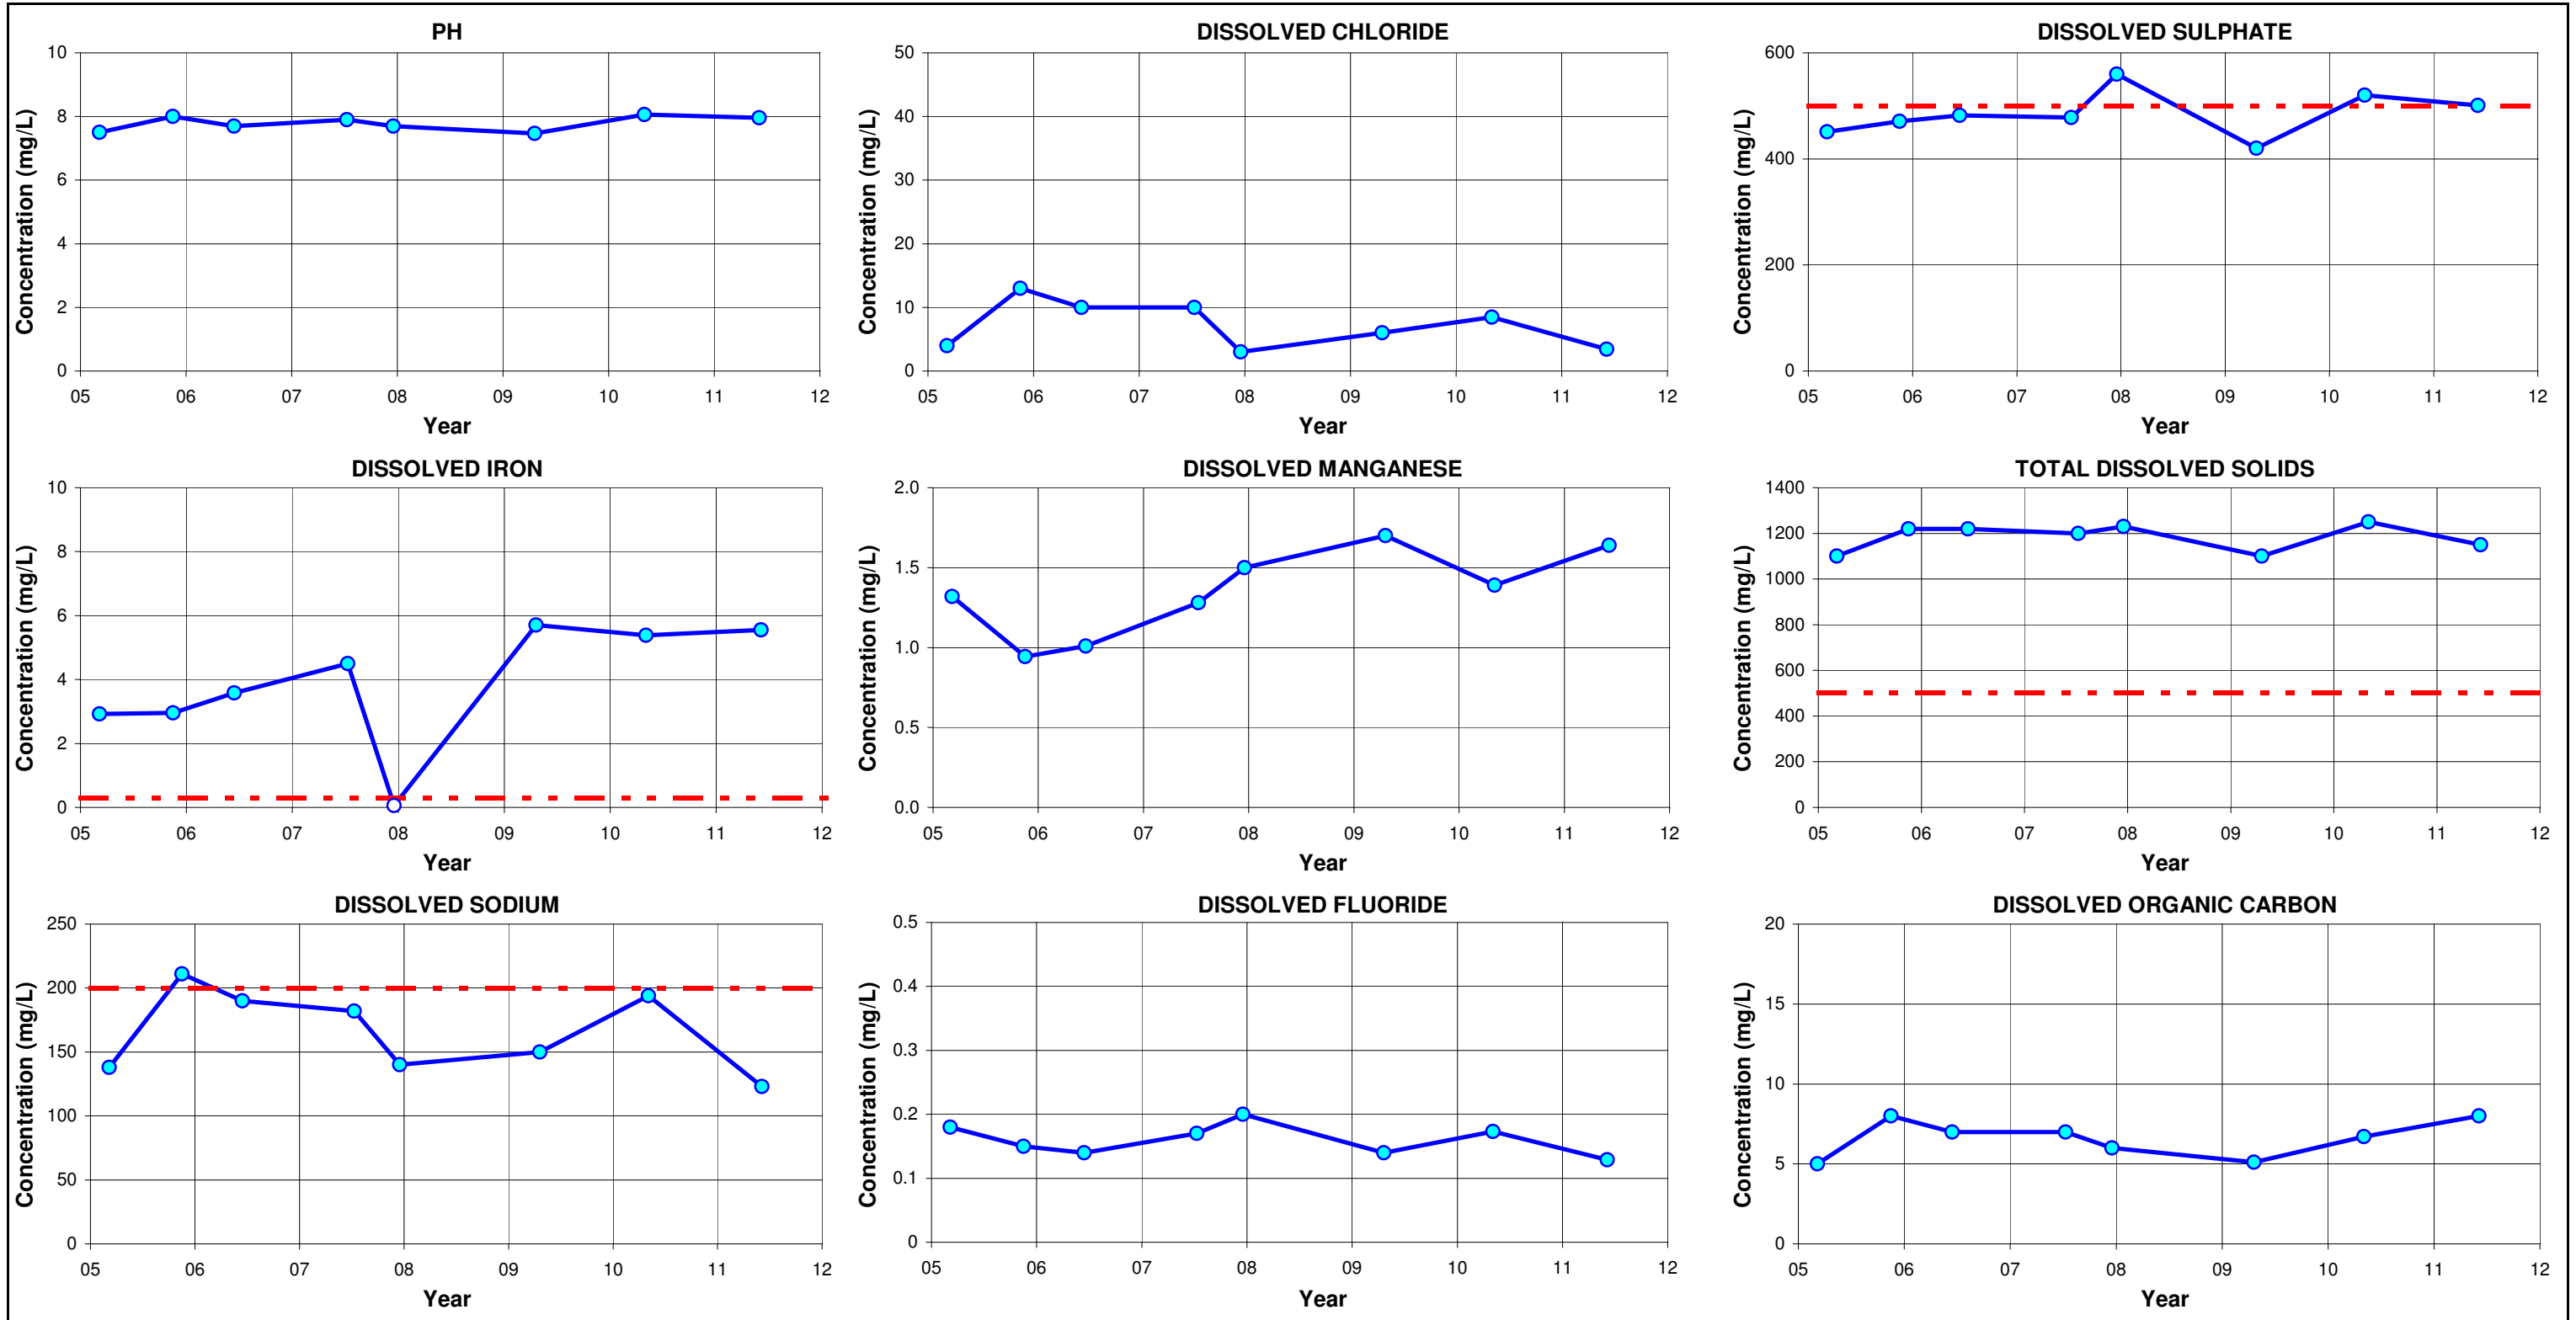 PH
Concentration (mg/L)
10
8
6
4
2
0
05 06 07 08 09 10 11 12
Year
DISSOLVED CHLORIDE
Concentration (mg/L)
50
40
30
20
10
0
05 06 07 08 09 10 11 12
Year
DISSOLVED SULPHATE
Concentration (mg/L)
600
400
200
0
05 06 07 08 09 10 11 12
Year
DISSOLVED IRON
Concentration (mg/L)
10
8
6
4
2
0
05 06 07 08 09 10 11 12
Year
DISSOLVED MANGANESE
Concentration (mg/L)
2.0
1.5
1.0
0.5
0.0
05 06 07 08 09 10 11 12
Year
TOTAL DISSOLVED SOLIDS
Concentration (mg/L)
1400
1200
1000
800
600
400
200
0
05 06 07 08 09 10 11 12
Year
DISSOLVED SODIUM
Concentration (mg/L)
250
200
150
100
50
0
05 06 07 08 09 10 11 12
Year
DISSOLVED FLUORIDE
Concentration (mg/L)
0.5
0.4
0.3
0.2
0.1
0
05 06 07 08 09 10 11 12
Year
DISSOLVED ORGANIC CARBON
Concentration (mg/L)
20
15
10
5
0
05 06 07 08 09 10 11 12
Year